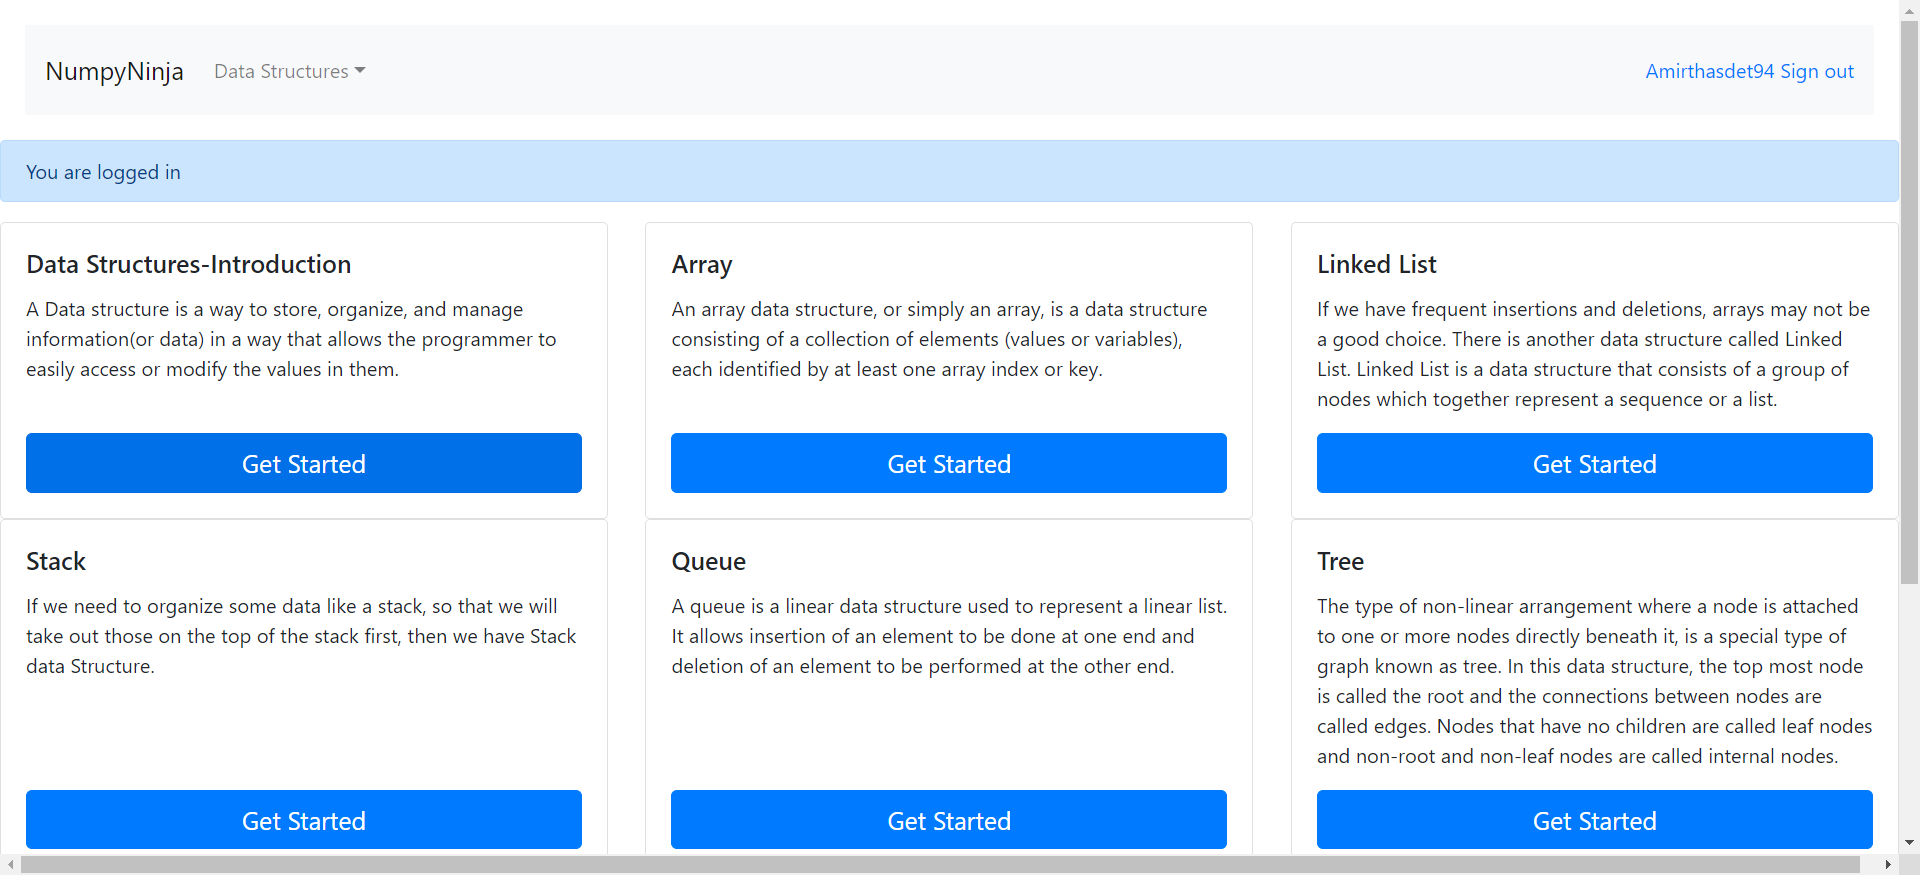 NumpyNinja Data Structures Amirthasdet94 Sign out
You are logged in
Data Structures-Introduction
A Data structure is a way to store, organize, and manage
information(or data) in a way that allows the programmer to
easily access or modify the values in them.
Get Started
Array
An array data structure, or simply an array, is a data structure
consisting of a collection of elements (values or variables),
each identified by at least one array index or key.
Get Started
Linked List
If we have frequent insertions and deletions, arrays may not be
a good choice. There is another data structure called Linked
List. Linked List is a data structure that consists of a group of
nodes which together represent a sequence or a list.
Get Started
Stack
If we need to organize some data like a stack, so that we will
take out those on the top of the stack first, then we have Stack
data Structure.
Get Started
Queue
A queue is a linear data structure used to represent a linear list.
It allows insertion of an element to be done at one end and
deletion of an element to be performed at the other end.
Get Started
Tree
The type of non-linear arrangement where a node is attached
to one or more nodes directly beneath it, is a special type of
graph known as tree. In this data structure, the top most node
is called the root and the connections between nodes are
called edges. Nodes that have no children are called leaf nodes
and non-root and non-leaf nodes are called internal nodes.
Get Started